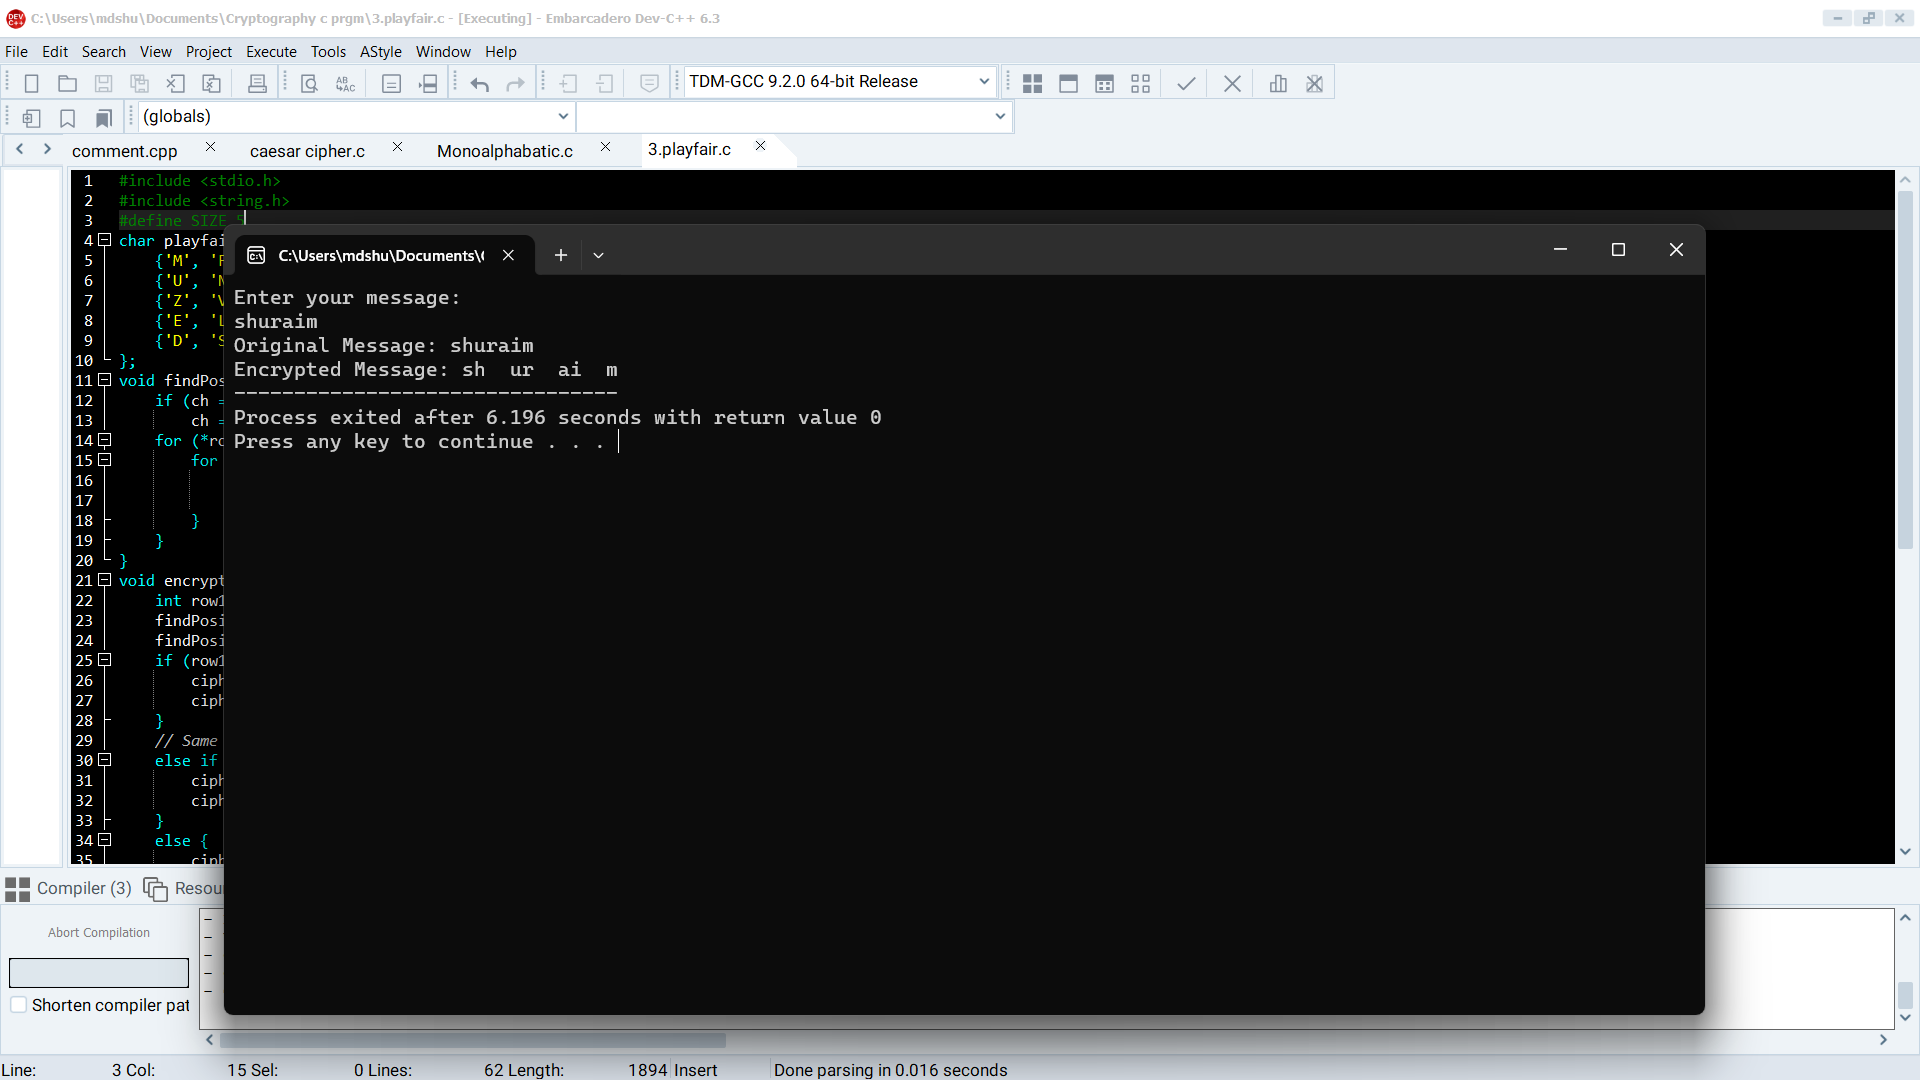 C:\Users\mdshu\Documents\Cryptography c prgm\3.playfair.c - [Executing] - Embarcadero Dev-C++ 6.3
File Edit Search View Project Execute Tools AStyle Window Help
TDM-GCC 9.2.0 64-bit Release
(globals)
comment.cpp caesar cipher.c Monoalphabatic.c 3.playfair.c
1 #include <stdio.h>
2 #include <string.h>
3 #define SIZE 5
4 char playfai
5 {'M', '
6 {'U', '
7 {'Z', '
8 {'E', '
9 {'D', '
10 };
11 void findPos
12 if (ch =
13 ch =
14 for (*ro
15 for
16
17
18 }
19 }
20 }
21 void encrypt
22 int row1
23 findPosi
24 findPosi
25 if (row1
26 ciph
27 ciph
28 }
29 // Same
30 else if
31 ciph
32 ciph
33 }
34 else {
35 ciph
C:\Users\mdshu\Documents\
Enter your message:
shuraim
Original Message: shuraim
Encrypted Message: sh  ur  ai  m
--------------------------------
Process exited after 6.196 seconds with return value 0
Press any key to continue . . .
Compiler (3) Resou
Abort Compilation
Shorten compiler pat
Line: 3 Col: 15 Sel: 0 Lines: 62 Length: 1894 Insert Done parsing in 0.016 seconds